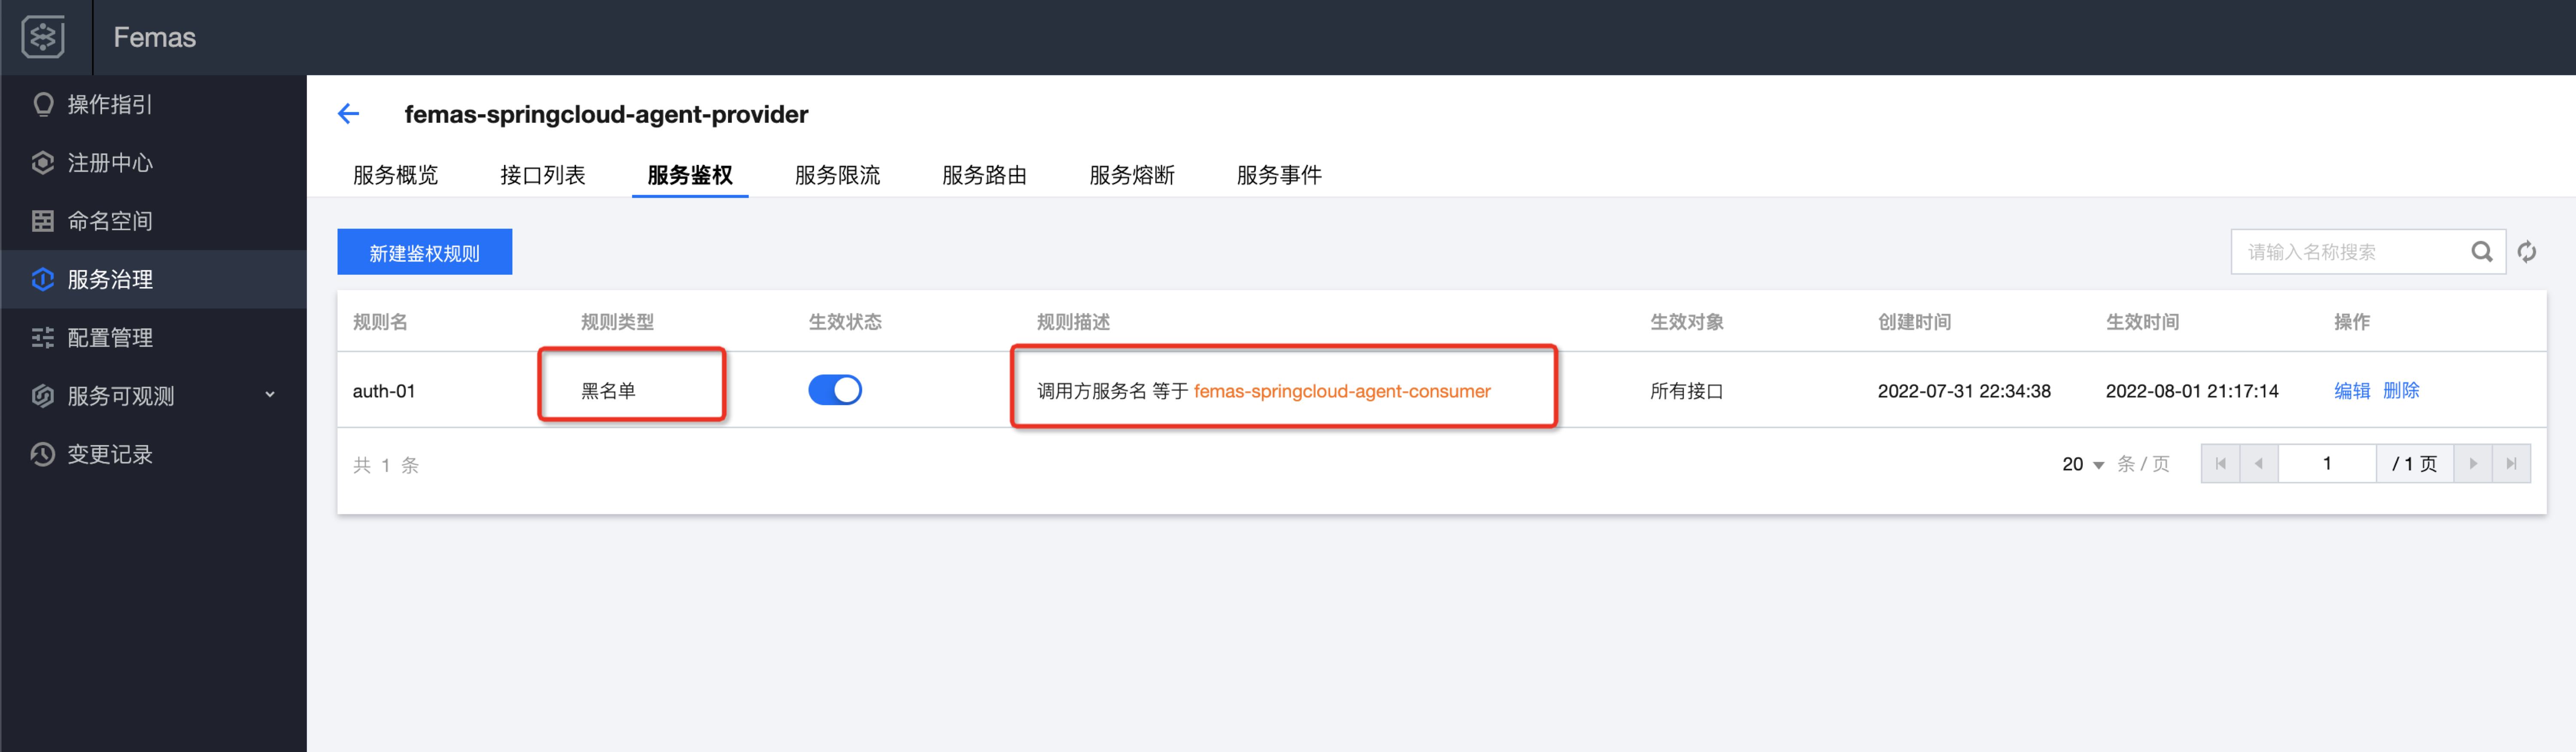 Femas
操作指引
注册中心
命名空间
服务治理
配置管理
服务可观测
变更记录
femas-springcloud-agent-provider
服务概览 接口列表 服务鉴权 服务限流 服务路由 服务熔断 服务事件
新建鉴权规则 请输入名称搜索
规则名 规则类型 生效状态 规则描述 生效对象 创建时间 生效时间 操作
auth-01 黑名单 调用方服务名 等于 femas-springcloud-agent-consumer 所有接口 2022-07-31 22:34:38 2022-08-01 21:17:14 编辑 删除
共 1 条 20 条 / 页 1 / 1 页